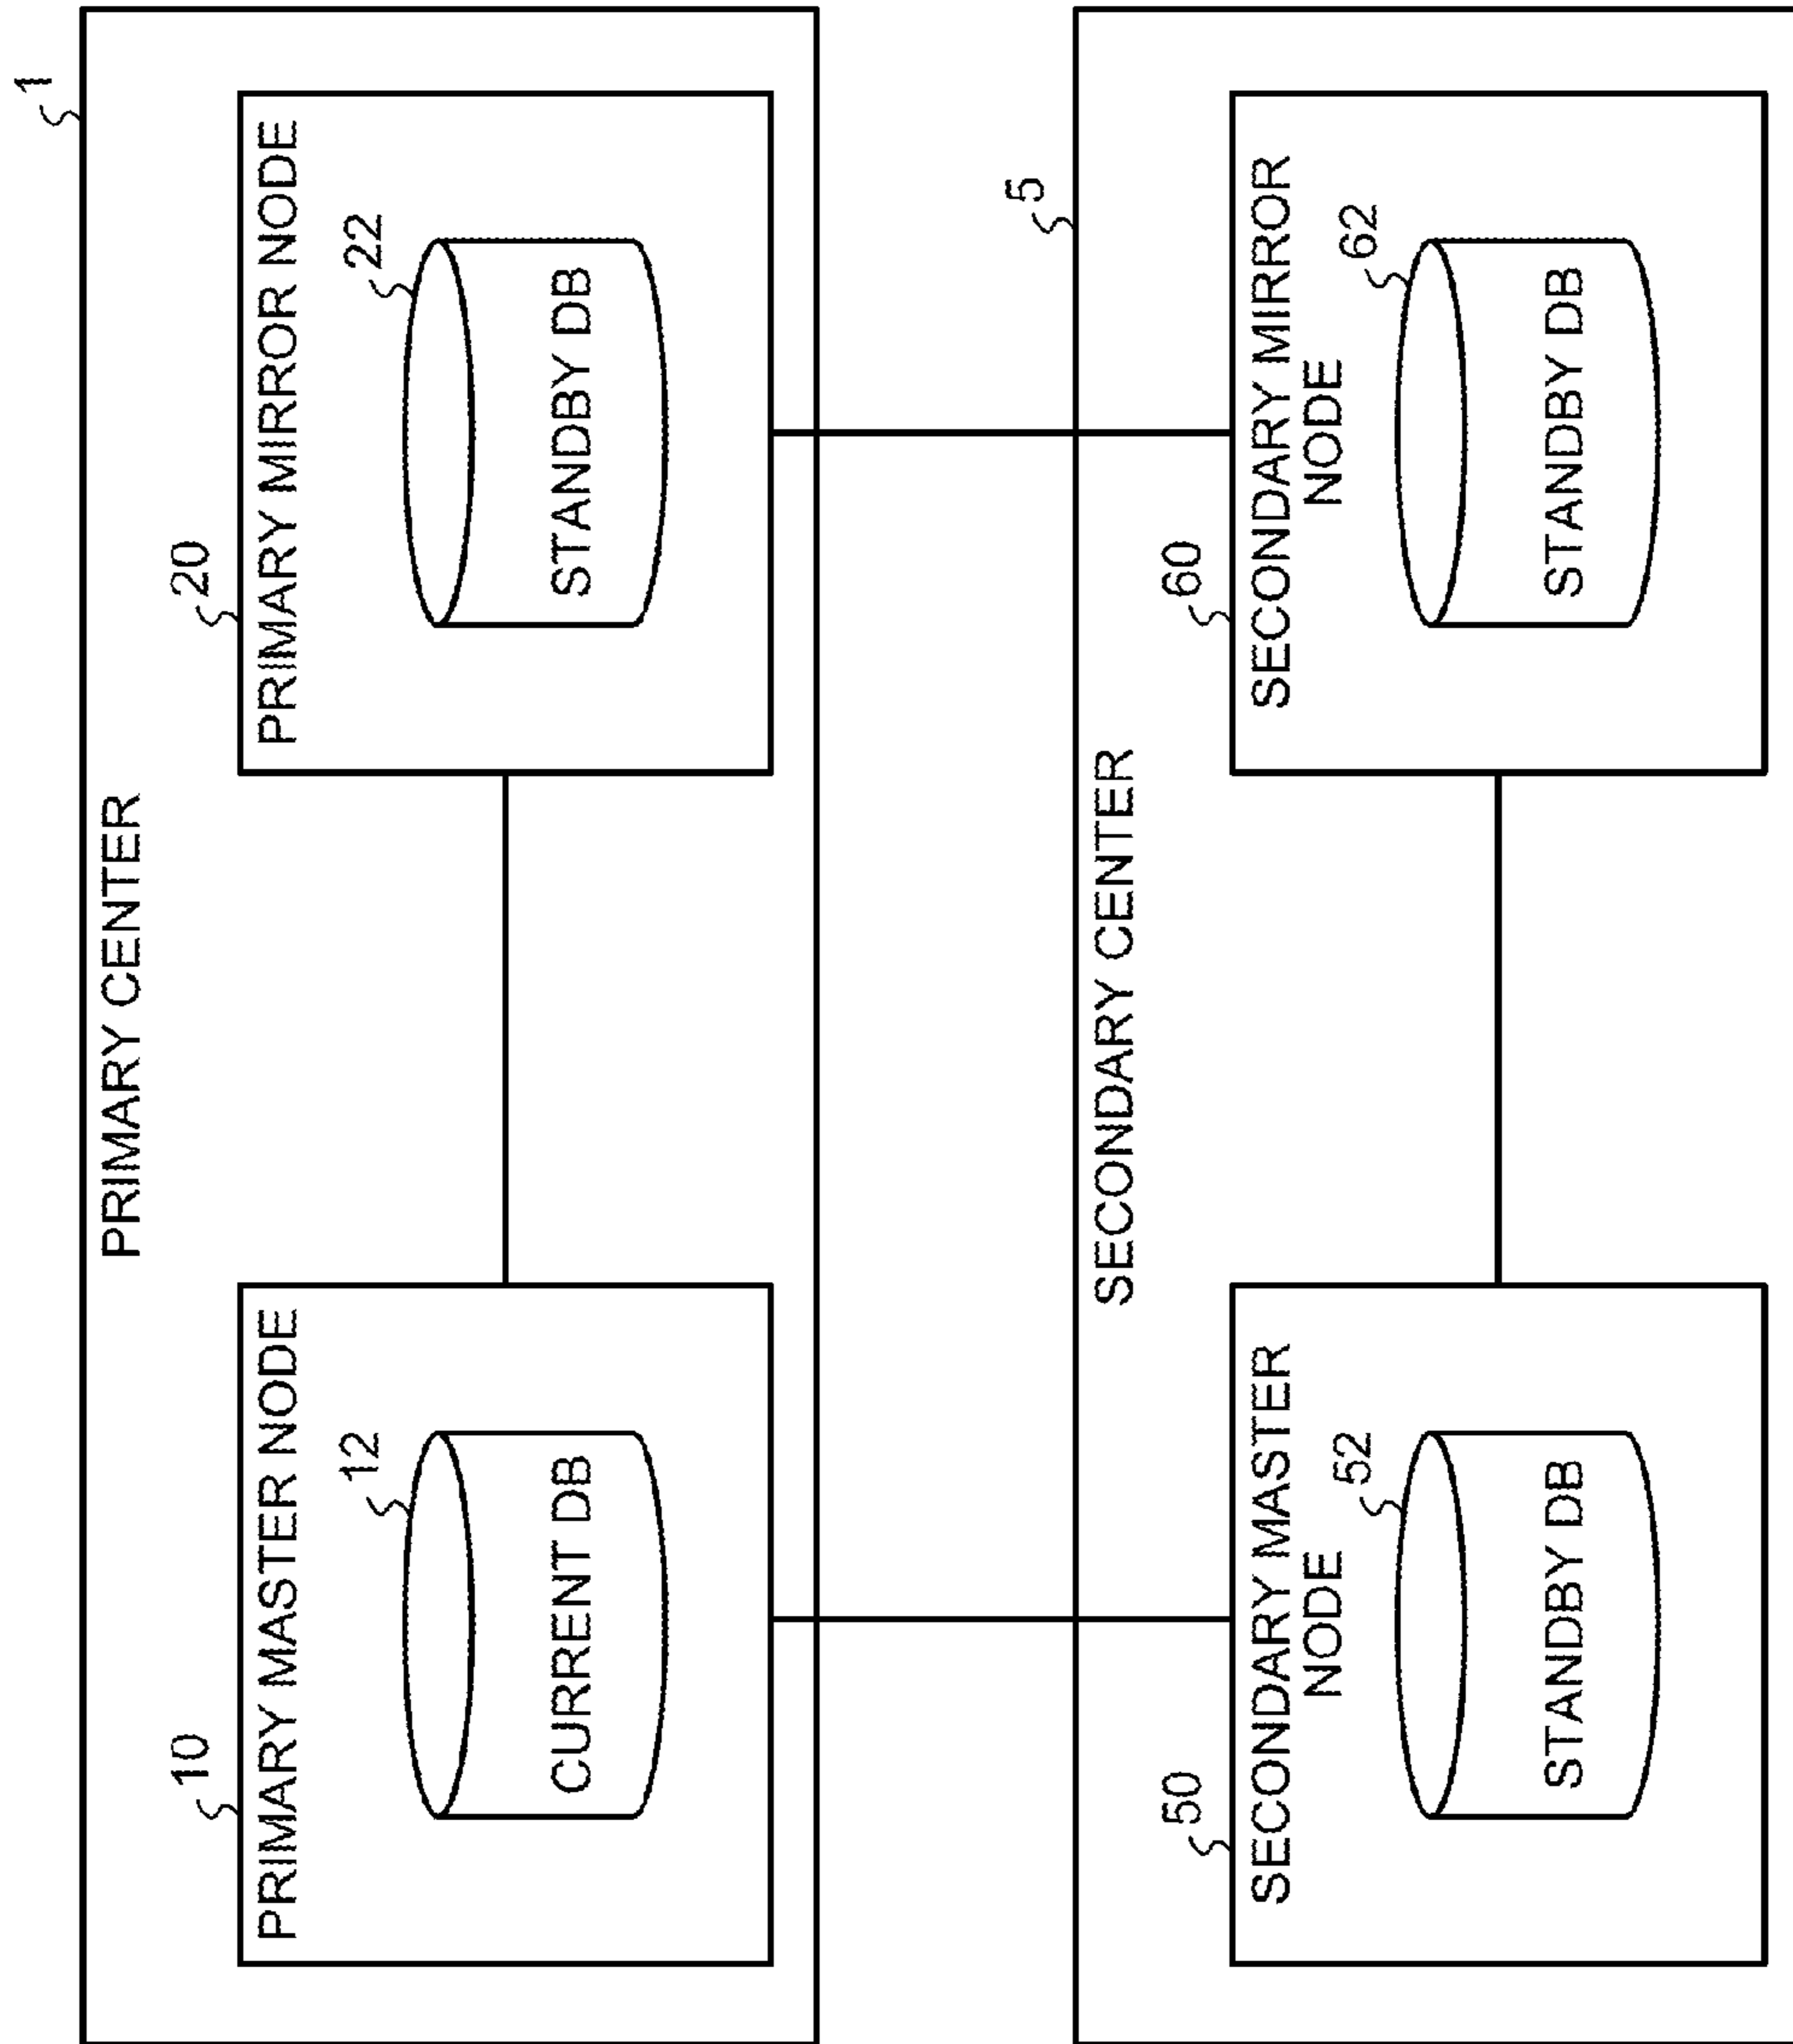 1
PRIMARY CENTER
10
PRIMARY MASTER NODE
12
CURRENT DB
20
PRIMARY MIRROR NODE
22
STANDBY DB
5
SECONDARY CENTER
50
SECONDARY MASTER
NODE
52
STANDBY DB
60
SECONDARY MIRROR
NODE
62
STANDBY DB